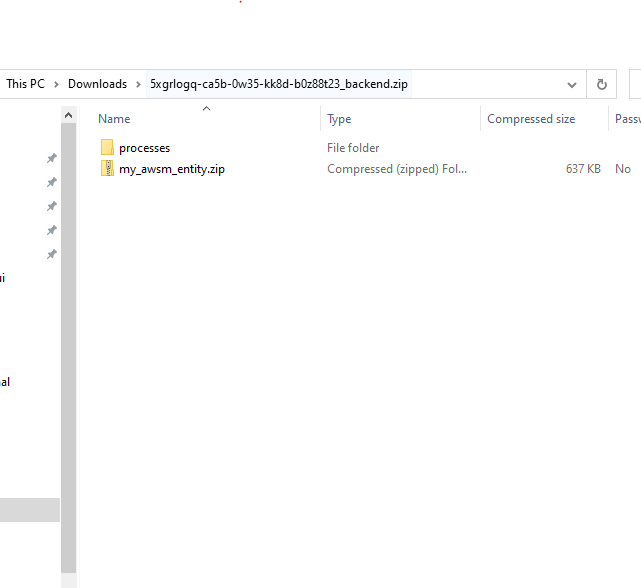 This PC > Downloads > 5xgrlogq-ca5b-0w35-kk8d-b0z88t23_backend.zip
Name Type Compressed size Passw
processes File folder
my_awsm_entity.zip Compressed (zipped) Fol... 637 KB No
ui
al